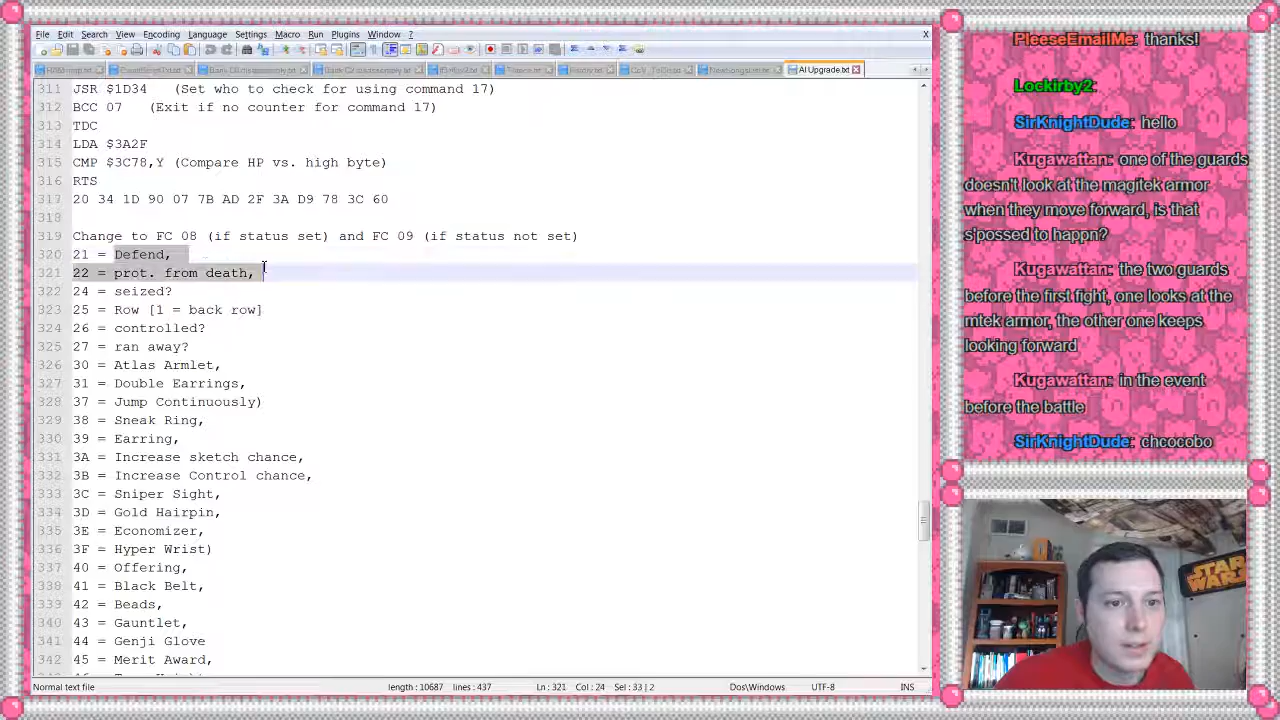 File Edit Search View Encoding Language Settings Macro Run Plugins Window ? X
AI Upgrade.txt
311 JSR $1D34 (Set who to check for for command 17)
312 BCC 07 (Exit if no counter for command 17)
313 TDC
314 LDA $3A2F
315 CMP $3C78,Y (Compare HP vs. high byte)
316 RTS
317 20 34 1D 90 07 7B AD 2F 3A D9 78 3C 60
318
319 Change to FC 08 (if status set) and FC 09 (if status not set)
320 21 = Defend,
321 22 = prot. from death,
322 24 = seized?
323 25 = Row [1 = back row]
324 26 = controlled?
325 27 = ran away?
326 30 = Atlas Armlet,
327 31 = Double Earrings,
328 37 = Jump Continuously)
329 38 = Sneak Ring,
330 39 = Earring,
331 3A = Increase sketch chance,
332 3B = Increase Control chance,
333 3C = Sniper Sight,
334 3D = Gold Hairpin,
335 3E = Economizer,
336 3F = Hyper Wrist)
337 40 = Offering,
338 41 = Black Belt,
339 42 = Beads,
340 43 = Gauntlet,
341 44 = Genji Glove
342 45 = Merit Award,
Normal text file length : 10687 lines : 437 Ln : 321 Col : 24 Sel : 33 | 2 Dos\Windows UTF-8 INS
PleeseEmailMe: thanks!
Lockirby2:
SirKnightDude: hello
Kugawattan: one of the guards
doesn't look at the magitek armor
when they move forward, is that
s'possed to happn?
Kugawattan: the two guards
before the first fight, one looks at the
mtek armor, the other one keeps
looking forward
Kugawattan: in the event
before the battle
SirKnightDude: chcocobo
STAR
WARS